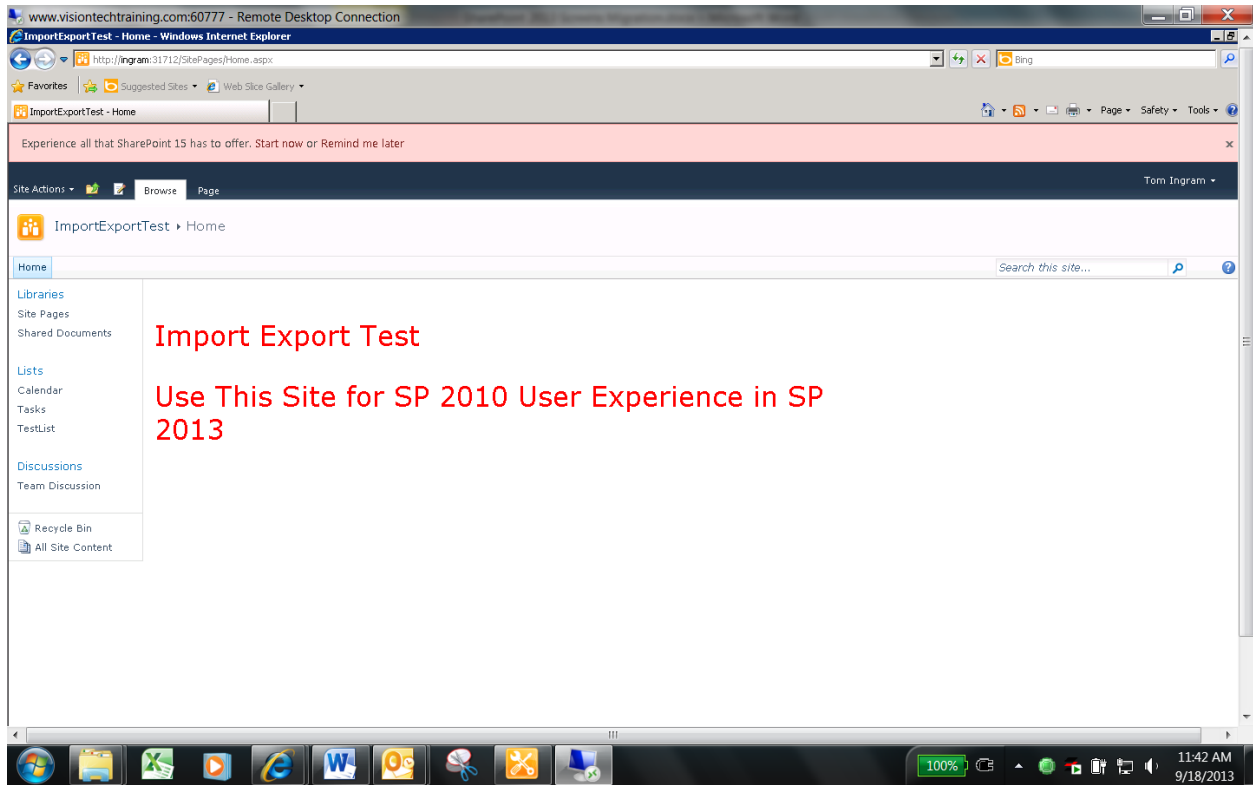 www.visiontechtraining.com:60777 - Remote Desktop Connection
ImportExportTest - Home - Windows Internet Explorer
http://ingram:31712/SitePages/Home.aspx
Bing
Favorites Suggested Sites Web Slice Gallery
ImportExportTest - Home
Page Safety Tools
Experience all that SharePoint 15 has to offer. Start now or Remind me later
Tom Ingram
Site Actions Browse Page
ImportExportTest Home
Home
Search this site...
Libraries
Site Pages
Shared Documents
Lists
Calendar
Tasks
TestList
Discussions
Team Discussion
Recycle Bin
All Site Content
Import Export Test
Use This Site for SP 2010 User Experience in SP
2013
100%
11:42 AM
9/18/2013